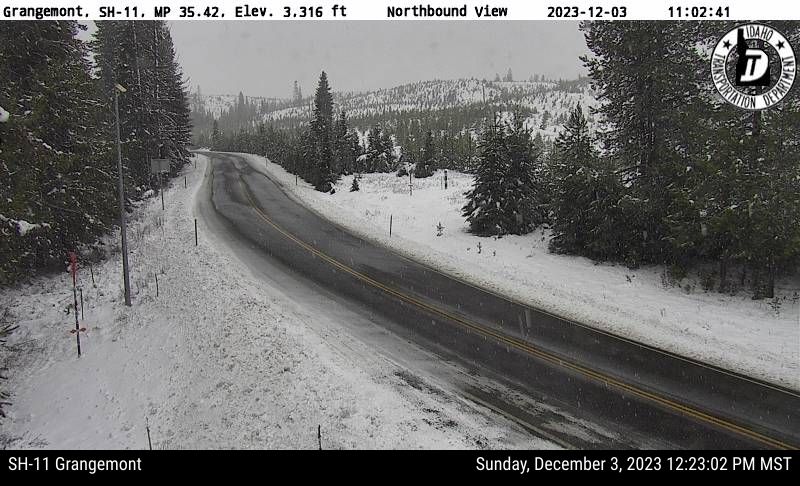 Grangemont, SH-11, MP 35.42, Elev. 3,316 ft Northbound View 2023-12-03 11:02:41
IDAHO
TRANSPORTATION DEPARTMENT
SH-11 Grangemont Sunday, December 3, 2023 12:23:02 PM MST